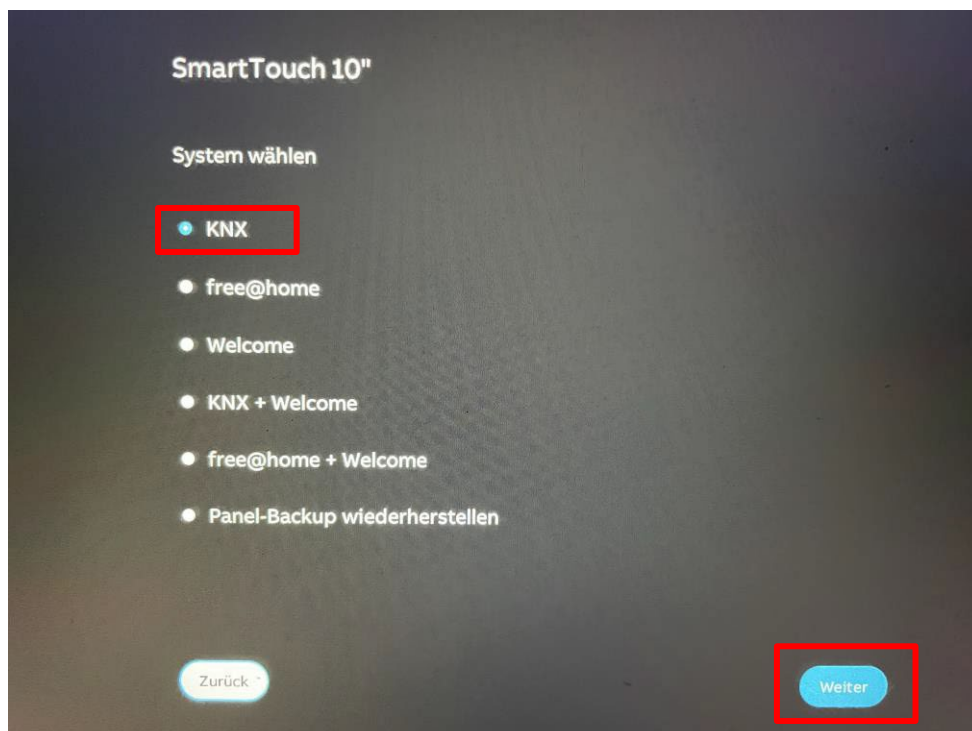 SmartTouch 10"
System wählen
KNX
free@home
Welcome
KNX + Welcome
free@home + Welcome
Panel-Backup wiederherstellen
Zurück
Weiter